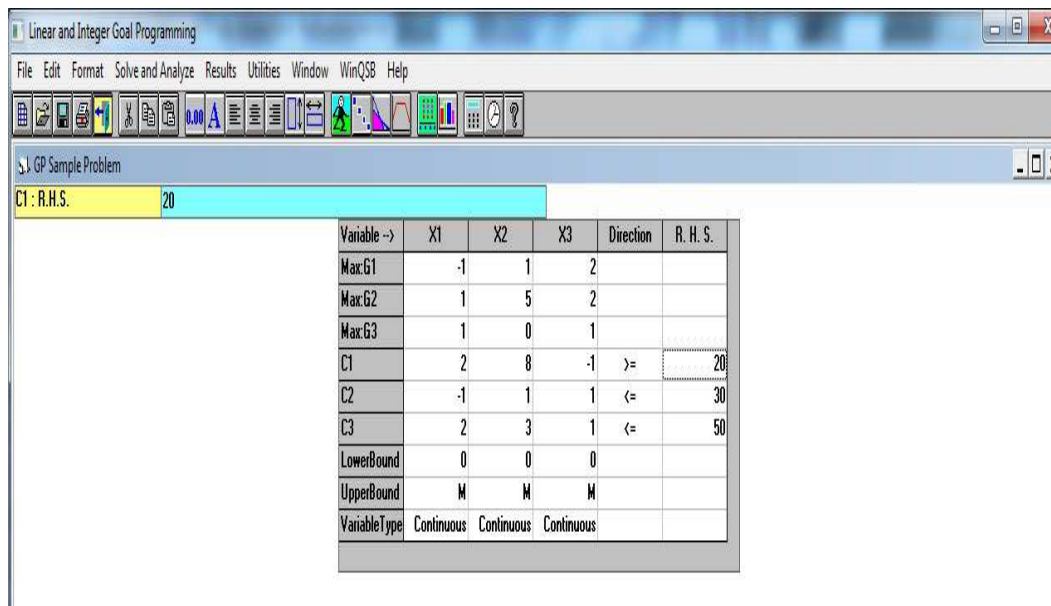 Linear and Integer Goal Programming
File Edit Format Solve and Analyze Results Utilities Window WinQSB Help
0.00 A ?
GP Sample Problem
C1 : R.H.S. 20
Variable --> X1 X2 X3 Direction R. H. S.
Max:G1 -1 1 2
Max:G2 1 5 2
Max:G3 1 0 1
C1 2 8 -1 >= 20
C2 -1 1 1 <= 30
C3 2 3 1 <= 50
LowerBound 0 0 0
UpperBound M M M
VariableType Continuous Continuous Continuous